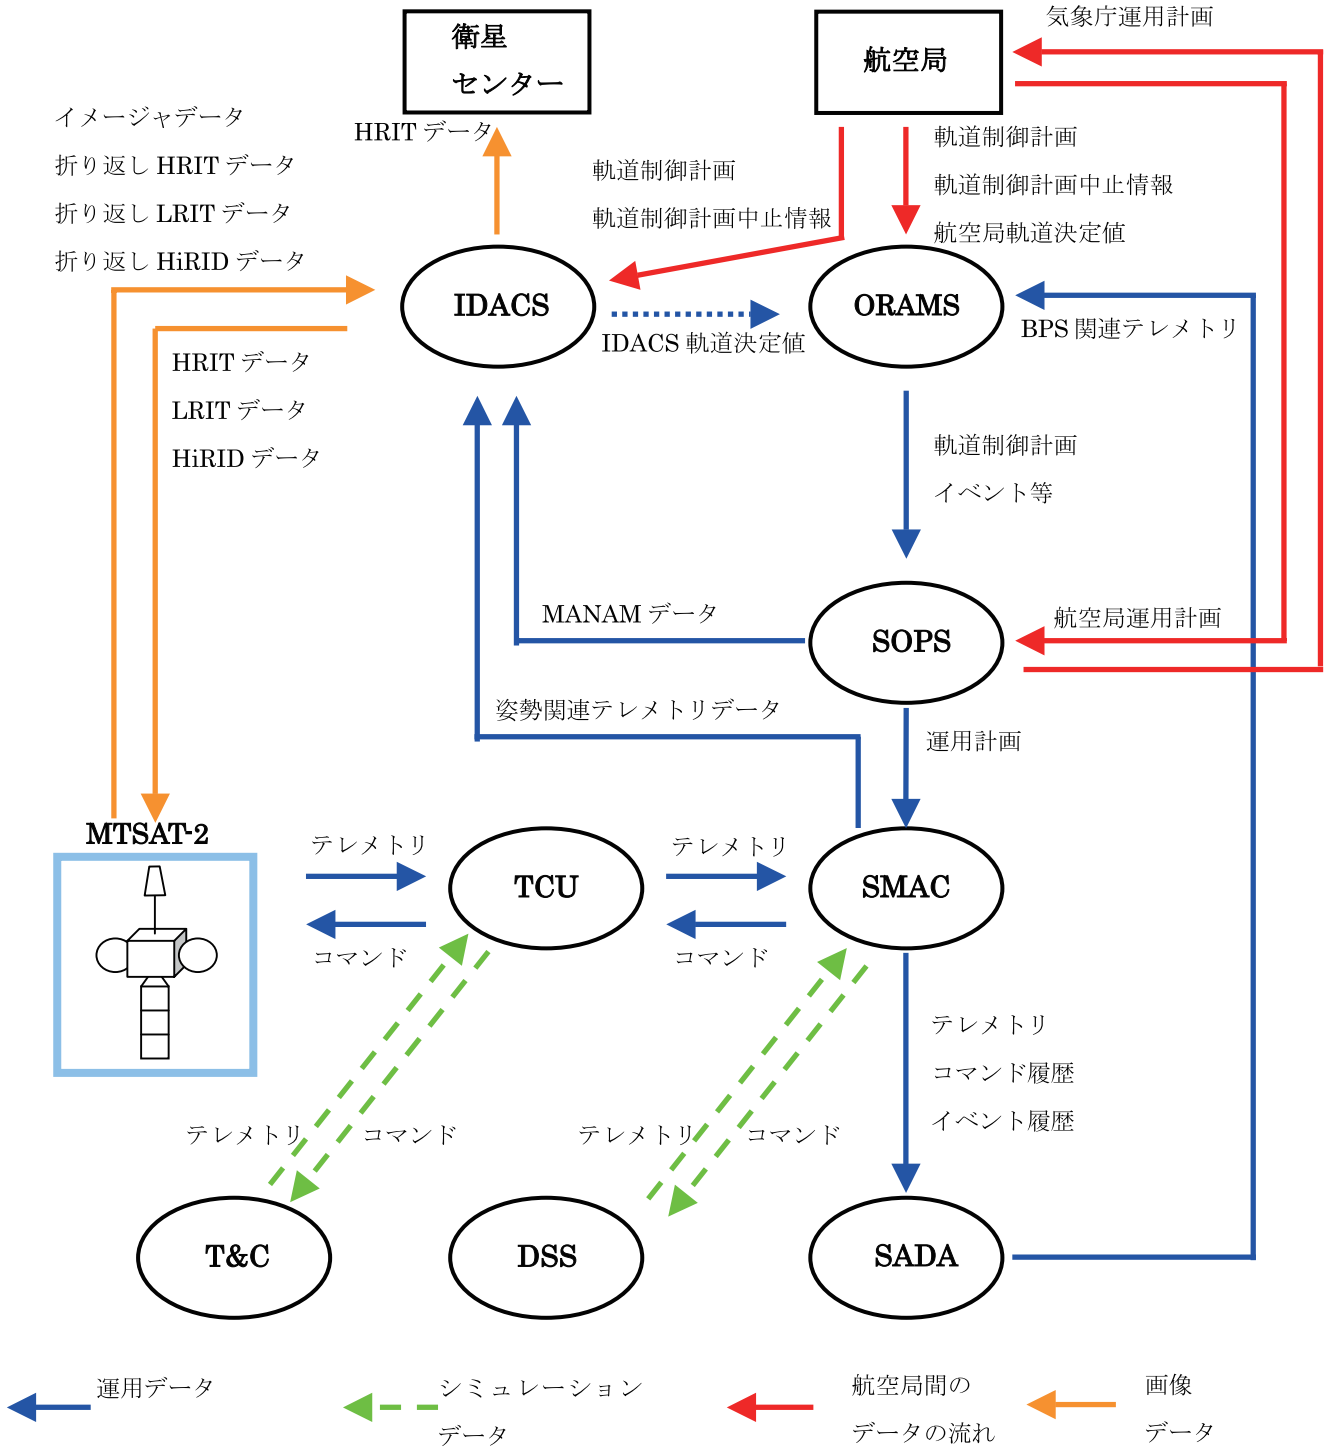 気象庁運用計画
衛星
センター
航空局
イメージャデータ
折り返し HRIT データ
折り返し LRIT データ
折り返し HiRID データ
HRIT データ
軌道制御計画
軌道制御計画中止情報
軌道制御計画
軌道制御計画中止情報
航空局軌道決定値
IDACS
ORAMS
IDACS 軌道決定値
BPS 関連テレメトリ
HRIT データ
LRIT データ
HiRID データ
軌道制御計画
イベント等
MANAM データ
SOPS
航空局運用計画
姿勢関連テレメトリデータ
運用計画
MTSAT-2
テレメトリ
TCU
テレメトリ
SMAC
コマンド
コマンド
テレメトリ
コマンド履歴
イベント履歴
テレメトリ
コマンド
テレメトリ
コマンド
T&C
DSS
SADA
運用データ
シミュレーション
データ
航空局間の
データの流れ
画像
データ